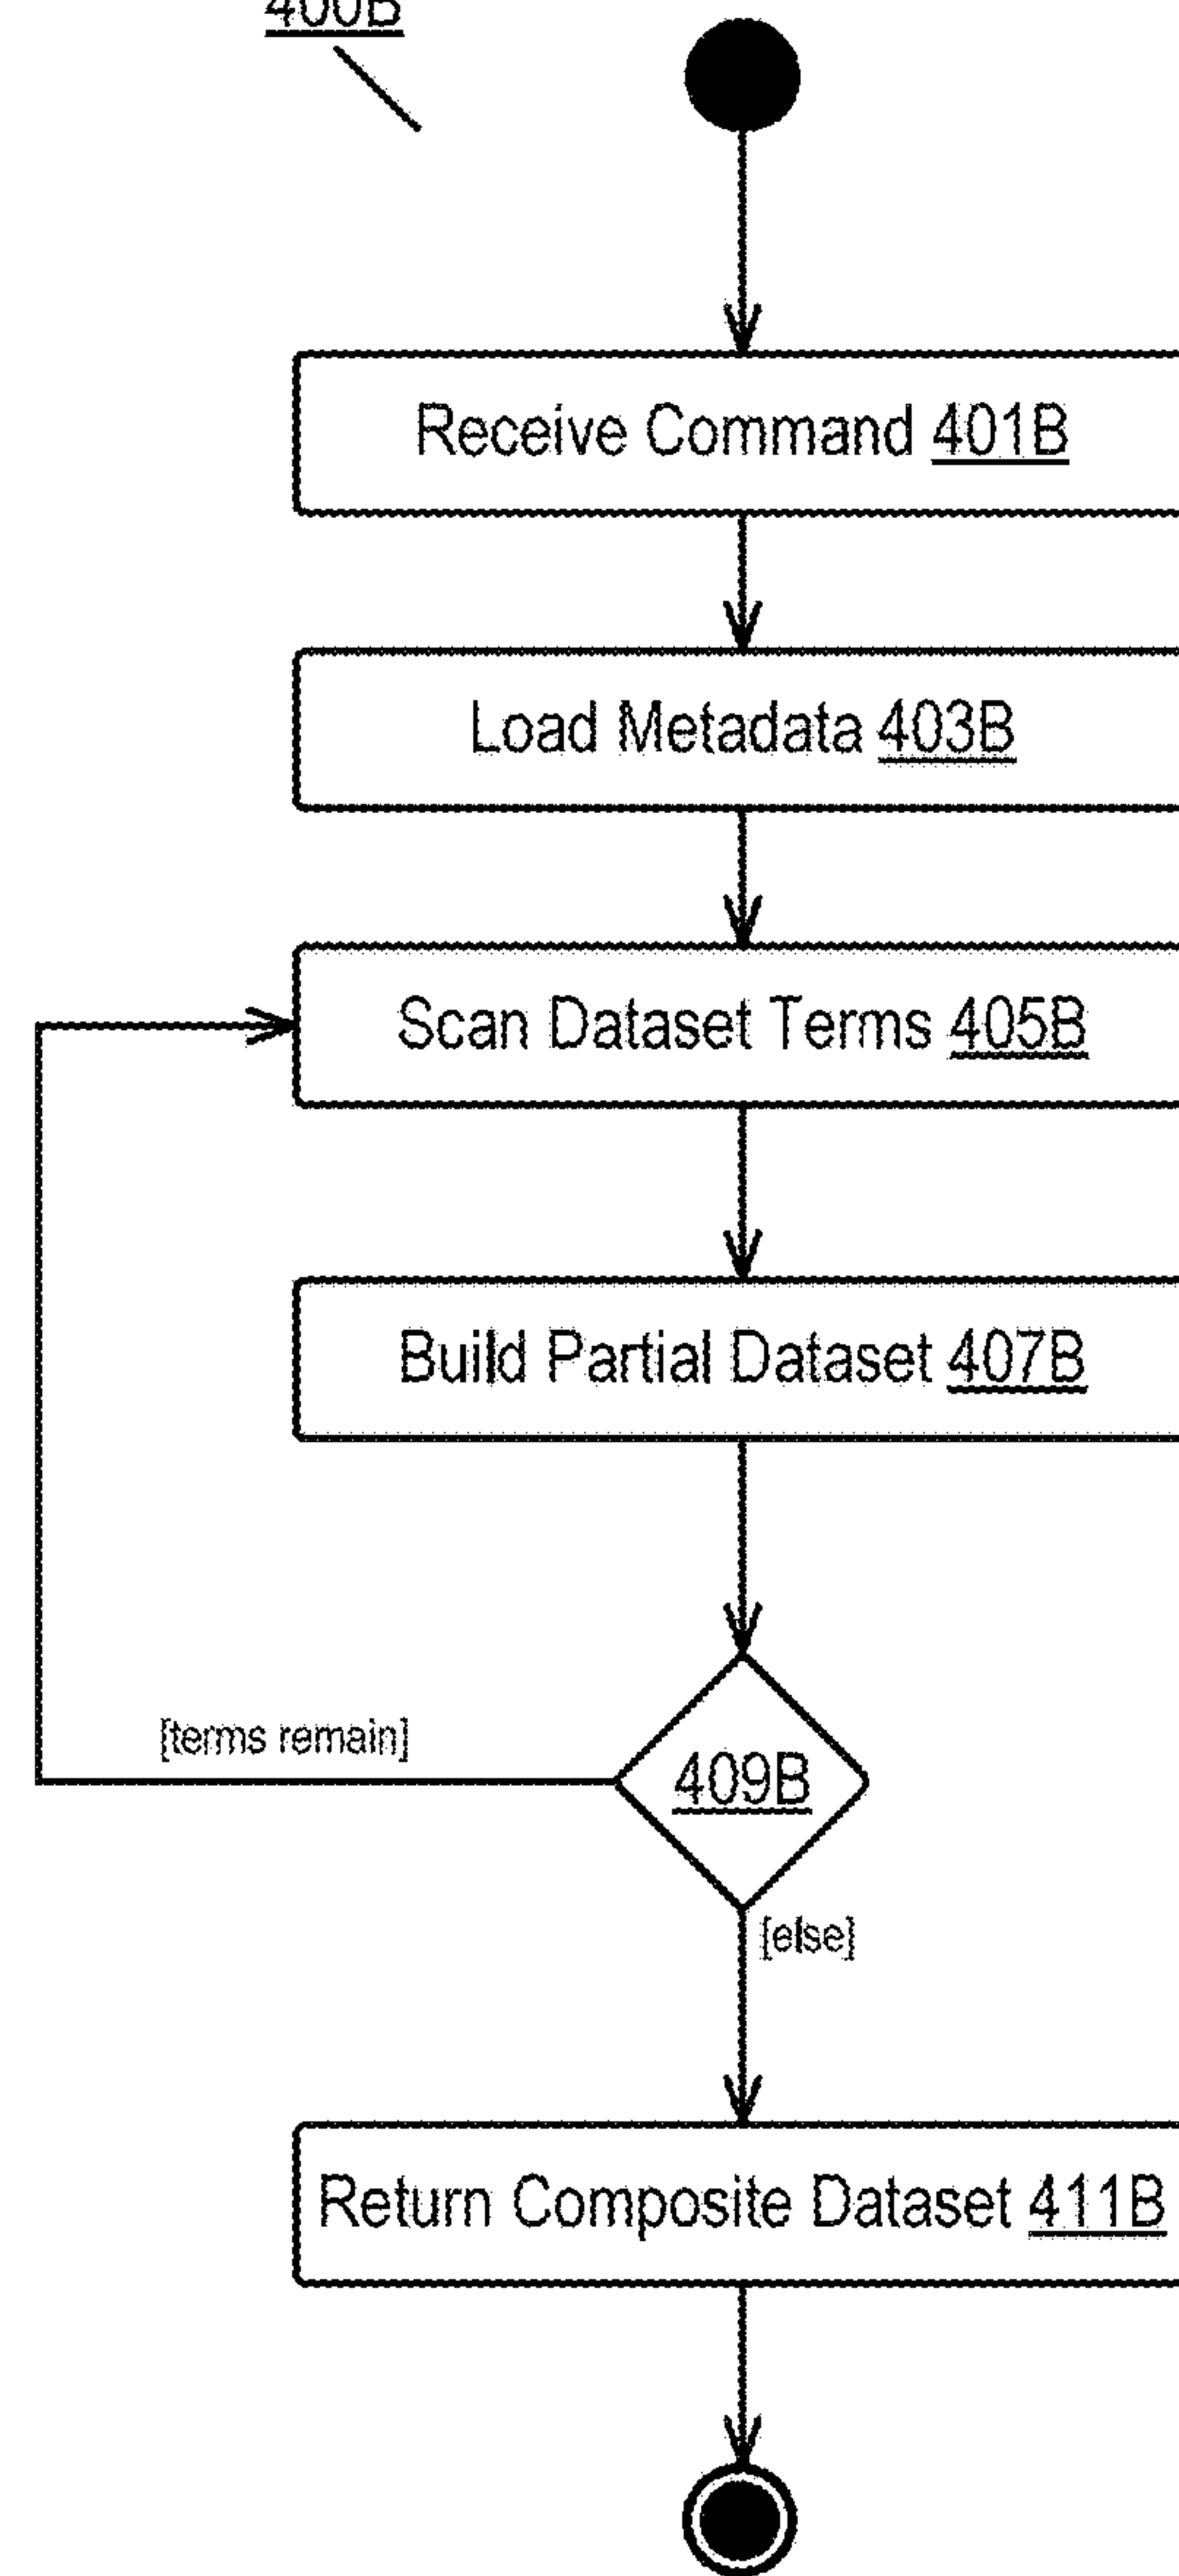 400B
Receive Command 401B
Load Metadata 403B
Scan Dataset Terms 405B
Build Partial Dataset 407B
[terms remain]
409B
[else]
Return Composite Dataset 411B